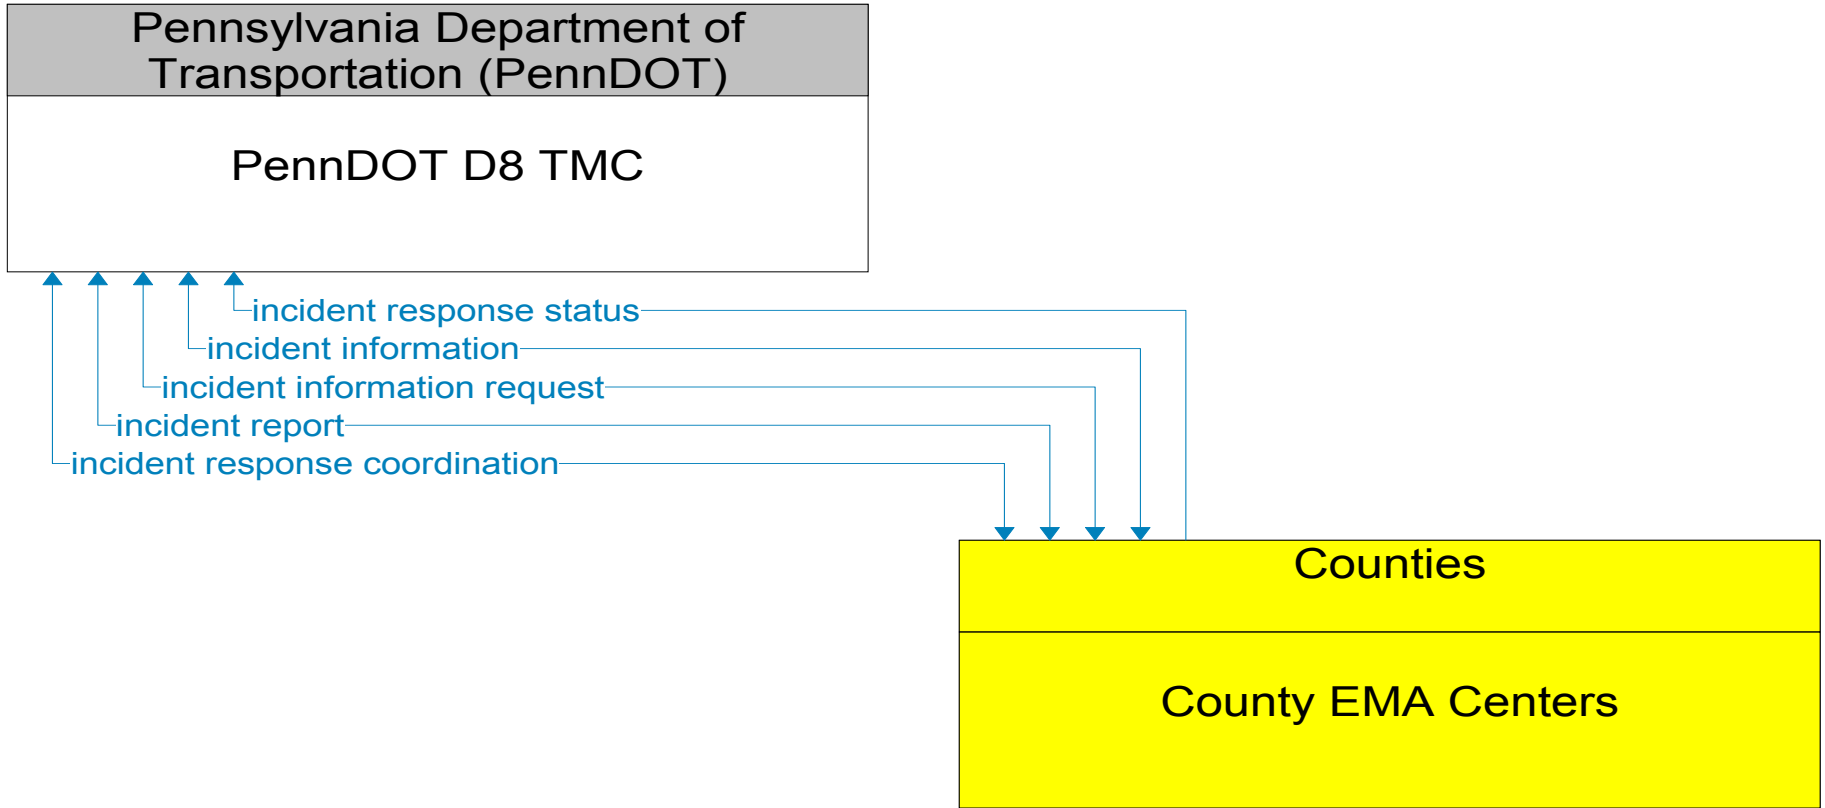 Pennsylvania Department of
Transportation (PennDOT)
PennDOT D8 TMC
incident response status
incident information
incident information request
incident report
incident response coordination
Counties
County EMA Centers